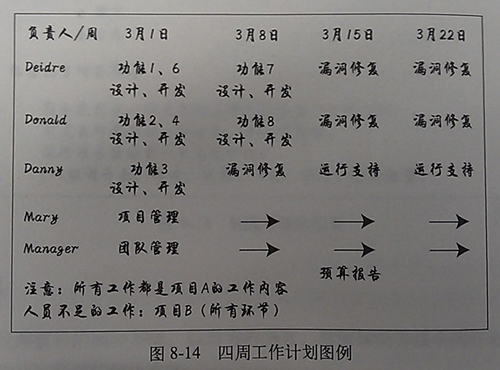 负责人/周 3月1日 3月8日 3月15日 3月22日
Deidre 功能1、6 功能7 漏洞修复 漏洞修复
设计、开发 设计、开发
Donald 功能2、4 功能8 漏洞修复 漏洞修复
设计、开发 设计、开发
Danny 功能3 漏洞修复 运行支持 运行支持
设计、开发
Mary 项目管理 → → →
Manager 团队管理 → → →
预算报告
注意：所有工作都是项目A的工作内容
人员不足的工作：项目B（所有环节）
图 8-14 四周工作计划图例